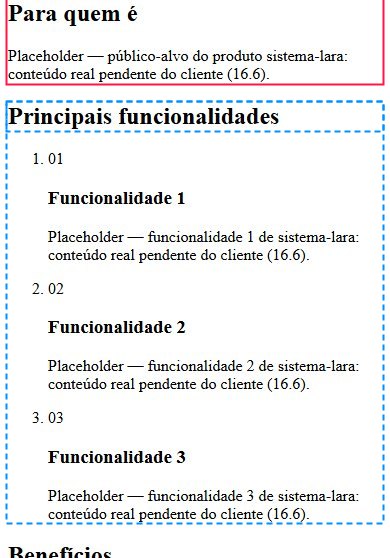 Para quem é
Placeholder — público-alvo do produto sistema-lara:
conteúdo real pendente do cliente (16.6).
Principais funcionalidades
1. 01
Funcionalidade 1
Placeholder — funcionalidade 1 de sistema-lara:
conteúdo real pendente do cliente (16.6).
2. 02
Funcionalidade 2
Placeholder — funcionalidade 2 de sistema-lara:
conteúdo real pendente do cliente (16.6).
3. 03
Funcionalidade 3
Placeholder — funcionalidade 3 de sistema-lara:
conteúdo real pendente do cliente (16.6).
Benefícios